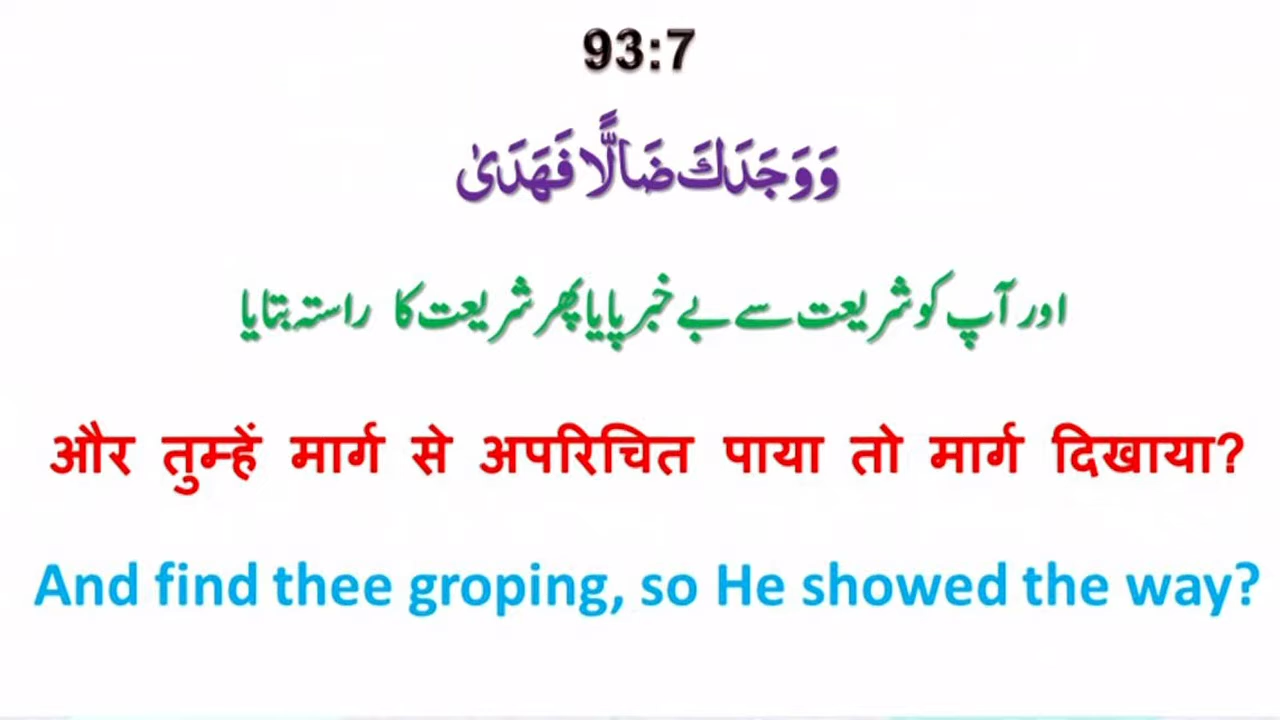 93:7
وَوَجَدَكَ ضَالًّا فَهَدَىٰ
اور آپ کو شریعت سے بے خبر پایا پھر شریعت کا راستہ بتایا
और तुम्हें मार्ग से अपरिचित पाया तो मार्ग दिखाया?
And find thee groping, so He showed the way?